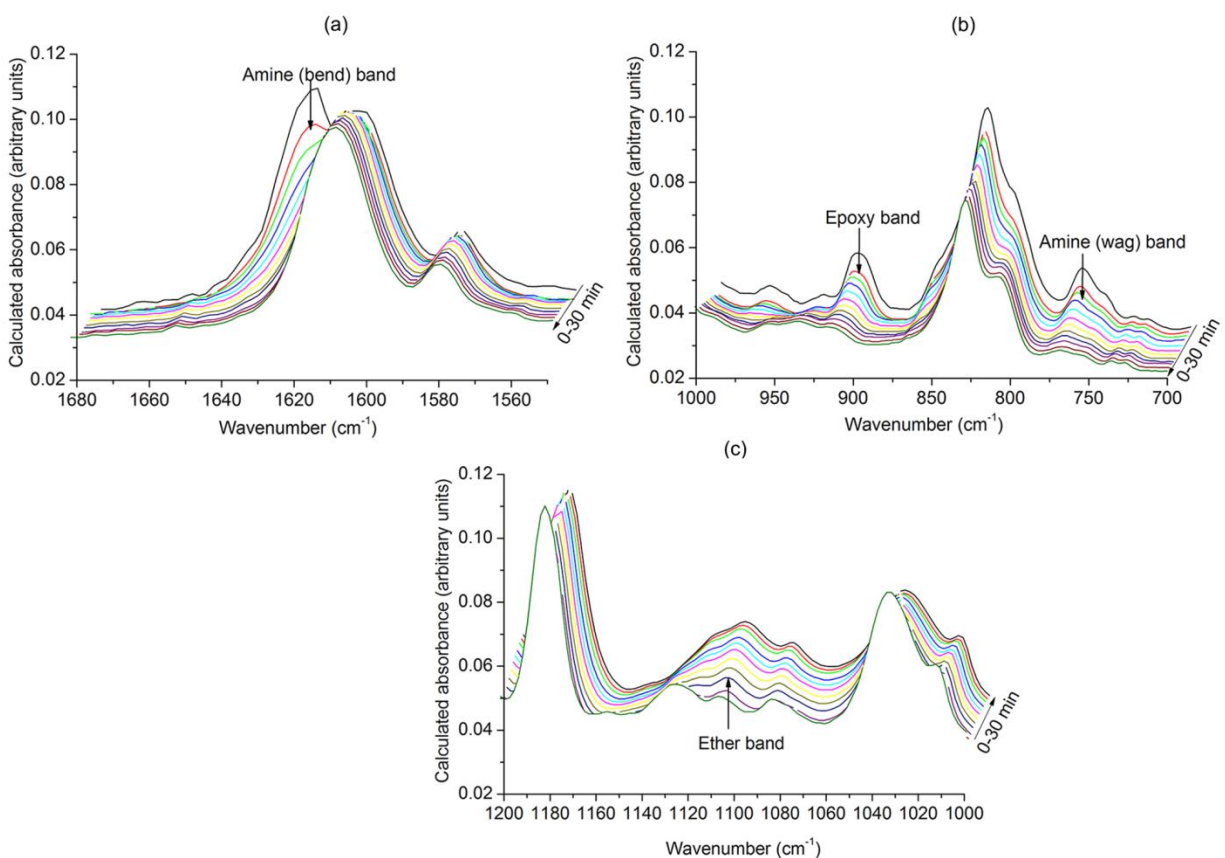 (a)
Calculated absorbance (arbitrary units)
0.12
0.10
0.08
0.06
0.04
0.02
Amine (bend) band
0-30 min
1680 1660 1640 1620 1600 1580 1560
Wavenumber (cm⁻¹)
(b)
Calculated absorbance (arbitrary units)
0.12
0.10
0.08
0.06
0.04
0.02
Epoxy band
Amine (wag) band
0-30 min
1000 950 900 850 800 750 700
Wavenumber (cm⁻¹)
(c)
Calculated absorbance (arbitrary units)
0.12
0.10
0.08
0.06
0.04
0.02
Ether band
0-30 min
1200 1180 1160 1140 1120 1100 1080 1060 1040 1020 1000
Wavenumber (cm⁻¹)